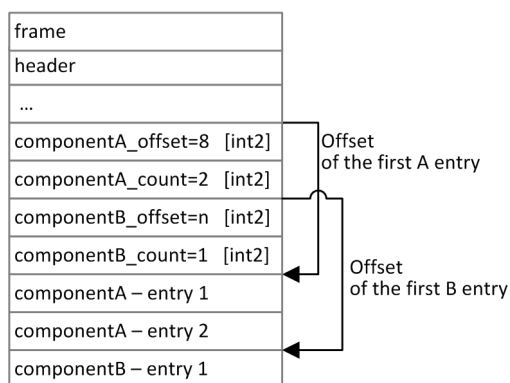 frame
header
...
componentA_offset=8 [int2]
componentA_count=2 [int2]
componentB_offset=n [int2]
componentB_count=1 [int2]
componentA – entry 1
componentA – entry 2
componentB – entry 1
Offset
of the first A entry
Offset
of the first B entry